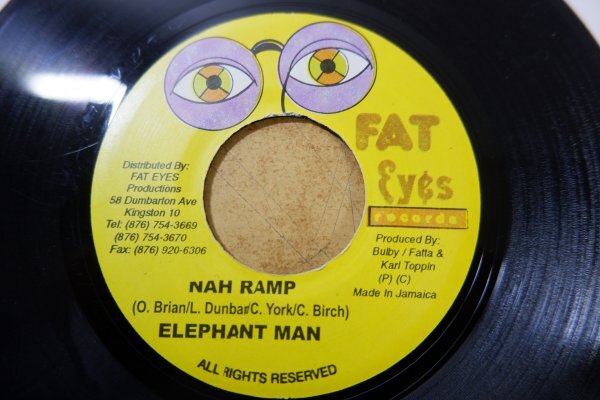 FAT
Eyes
records
Distributed By:
FAT EYES
Productions
58 Dumbarton Ave
Kingston 10
Tel: (876) 754-3669
(876) 754-3670
Fax: (876) 920-6306
Produced By:
Bulby / Fatta &
Karl Toppin
(P) (C)
Made In Jamaica
NAH RAMP
(O. Brian/L. Dunbar/C. York/C. Birch)
ELEPHANT MAN
ALL RIGHTS RESERVED